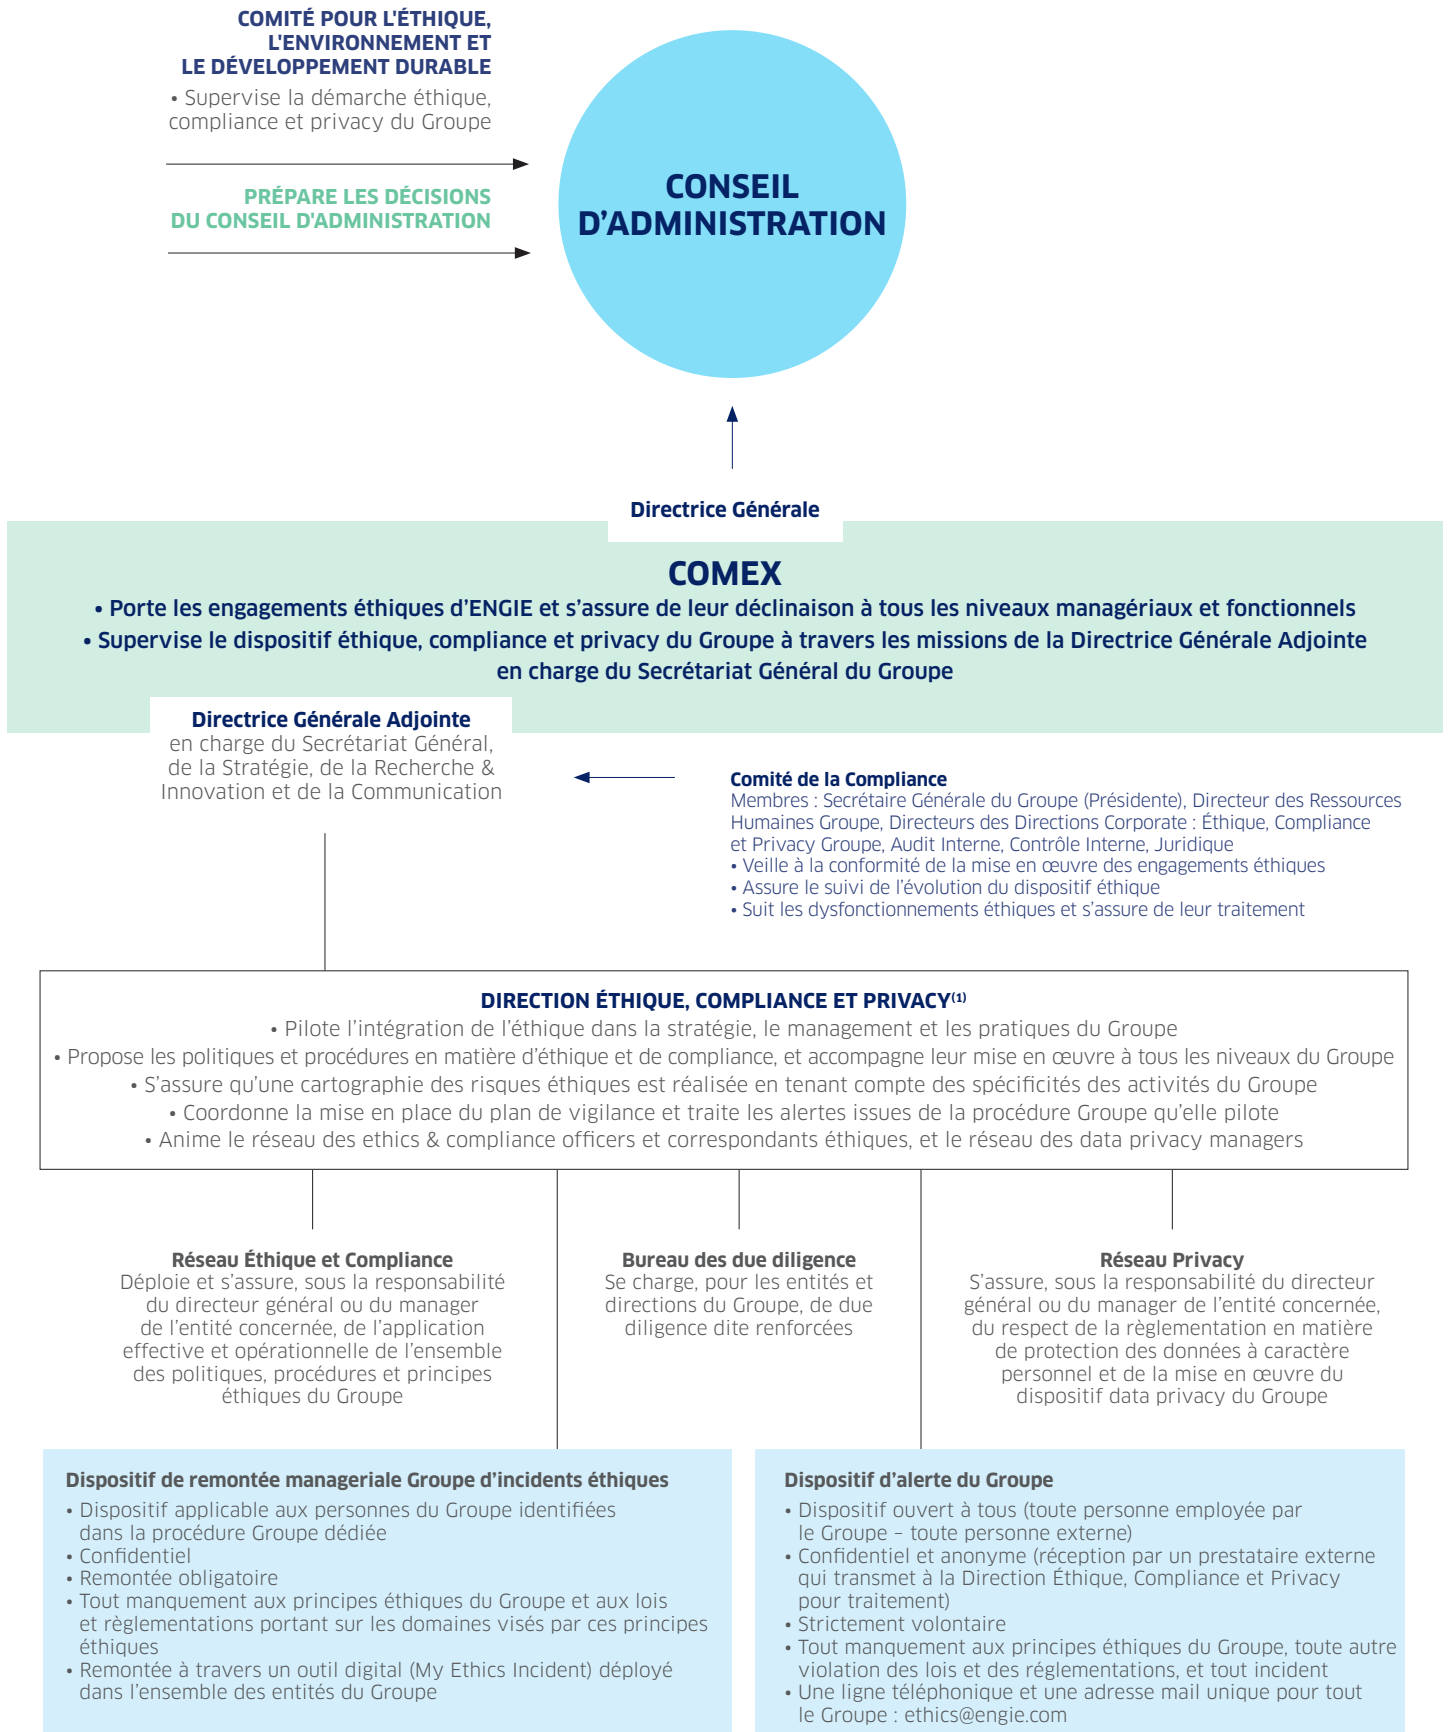 COMITÉ POUR L'ÉTHIQUE,
L'ENVIRONNEMENT ET
LE DÉVELOPPEMENT DURABLE
• Supervise la démarche éthique,
compliance et privacy du Groupe
PRÉPARE LES DÉCISIONS
DU CONSEIL D'ADMINISTRATION
CONSEIL
D’ADMINISTRATION
Directrice Générale
COMEX
• Porte les engagements éthiques d’ENGIE et s’assure de leur déclinaison à tous les niveaux managériaux et fonctionnels
• Supervise le dispositif éthique, compliance et privacy du Groupe à travers les missions de la Directrice Générale Adjointe
en charge du Secrétariat Général du Groupe
Directrice Générale Adjointe
en charge du Secrétariat Général,
de la Stratégie, de la Recherche &
Innovation et de la Communication
Comité de la Compliance
Membres : Secrétaire Générale du Groupe (Présidente), Directeur des Ressources
Humaines Groupe, Directeurs des Directions Corporate : Éthique, Compliance
et Privacy Groupe, Audit Interne, Contrôle Interne, Juridique
• Veille à la conformité de la mise en œuvre des engagements éthiques
• Assure le suivi de l’évolution du dispositif éthique
• Suit les dysfonctionnements éthiques et s’assure de leur traitement
DIRECTION ÉTHIQUE, COMPLIANCE ET PRIVACY(1)
• Pilote l’intégration de l’éthique dans la stratégie, le management et les pratiques du Groupe
• Propose les politiques et procédures en matière d’éthique et de compliance, et accompagne leur mise en œuvre à tous les niveaux du Groupe
• S’assure qu’une cartographie des risques éthiques est réalisée en tenant compte des spécificités des activités du Groupe
• Coordonne la mise en place du plan de vigilance et traite les alertes issues de la procédure Groupe qu’elle pilote
• Anime le réseau des ethics & compliance officers et correspondants éthiques, et le réseau des data privacy managers
Réseau Éthique et Compliance
Déploie et s’assure, sous la responsabilité
du directeur général ou du manager
de l’entité concernée, de l’application
effective et opérationnelle de l’ensemble
des politiques, procédures et principes
éthiques du Groupe
Bureau des due diligence
Se charge, pour les entités et
directions du Groupe, de due
diligence dite renforcées
Réseau Privacy
S’assure, sous la responsabilité du directeur
général ou du manager de l’entité concernée,
du respect de la règlementation en matière
de protection des données à caractère
personnel et de la mise en œuvre du
dispositif data privacy du Groupe
Dispositif de remontée manageriale Groupe d’incidents éthiques
• Dispositif applicable aux personnes du Groupe identifiées
dans la procédure Groupe dédiée
• Confidentiel
• Remontée obligatoire
• Tout manquement aux principes éthiques du Groupe et aux lois
et règlementations portant sur les domaines visés par ces principes
éthiques
• Remontée à travers un outil digital (My Ethics Incident) déployé
dans l’ensemble des entités du Groupe
Dispositif d’alerte du Groupe
• Dispositif ouvert à tous (toute personne employée par
le Groupe – toute personne externe)
• Confidentiel et anonyme (réception par un prestataire externe
qui transmet à la Direction Éthique, Compliance et Privacy
pour traitement)
• Strictement volontaire
• Tout manquement aux principes éthiques du Groupe, toute autre
violation des lois et des réglementations, et tout incident
• Une ligne téléphonique et une adresse mail unique pour tout
le Groupe : ethics@engie.com